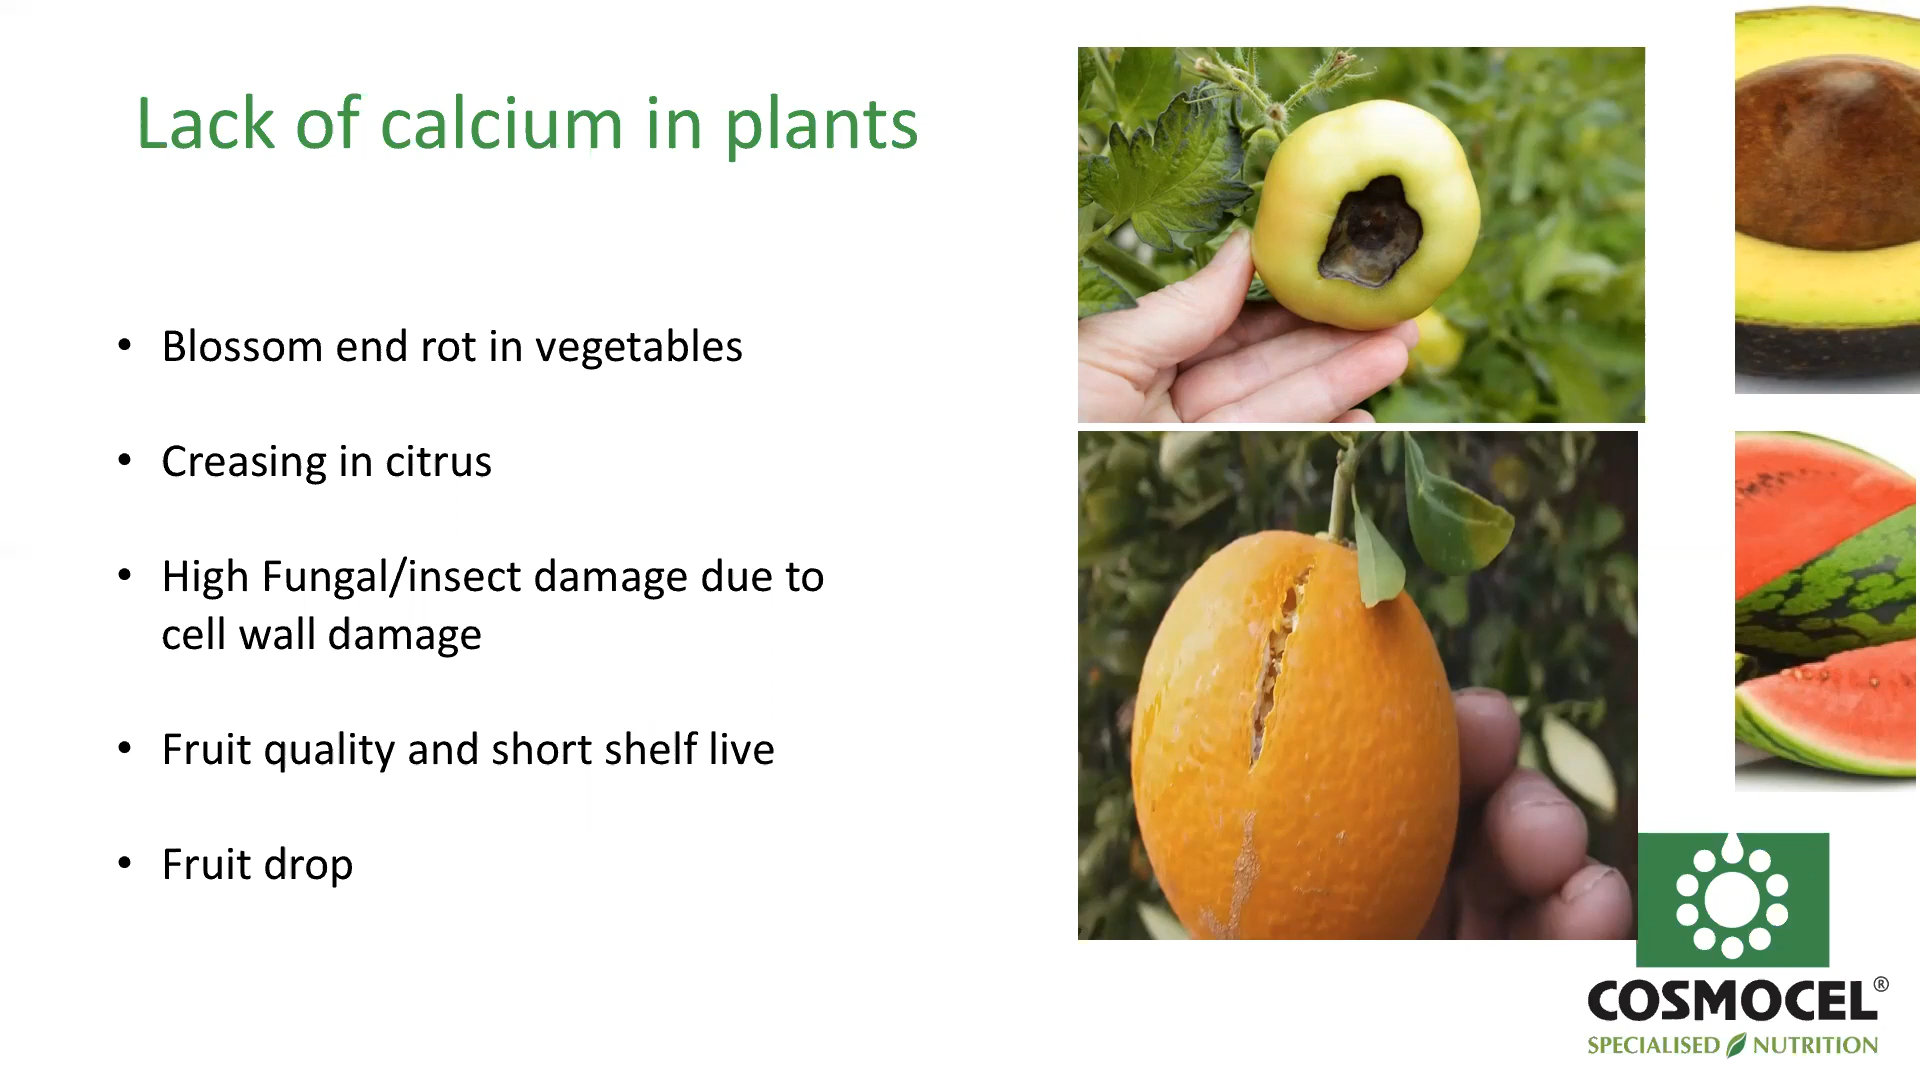 Lack of calcium in plants
• Blossom end rot in vegetables
• Creasing in citrus
• High Fungal/insect damage due to
cell wall damage
• Fruit quality and short shelf live
• Fruit drop
COSMOCEL®
SPECIALISED NUTRITION